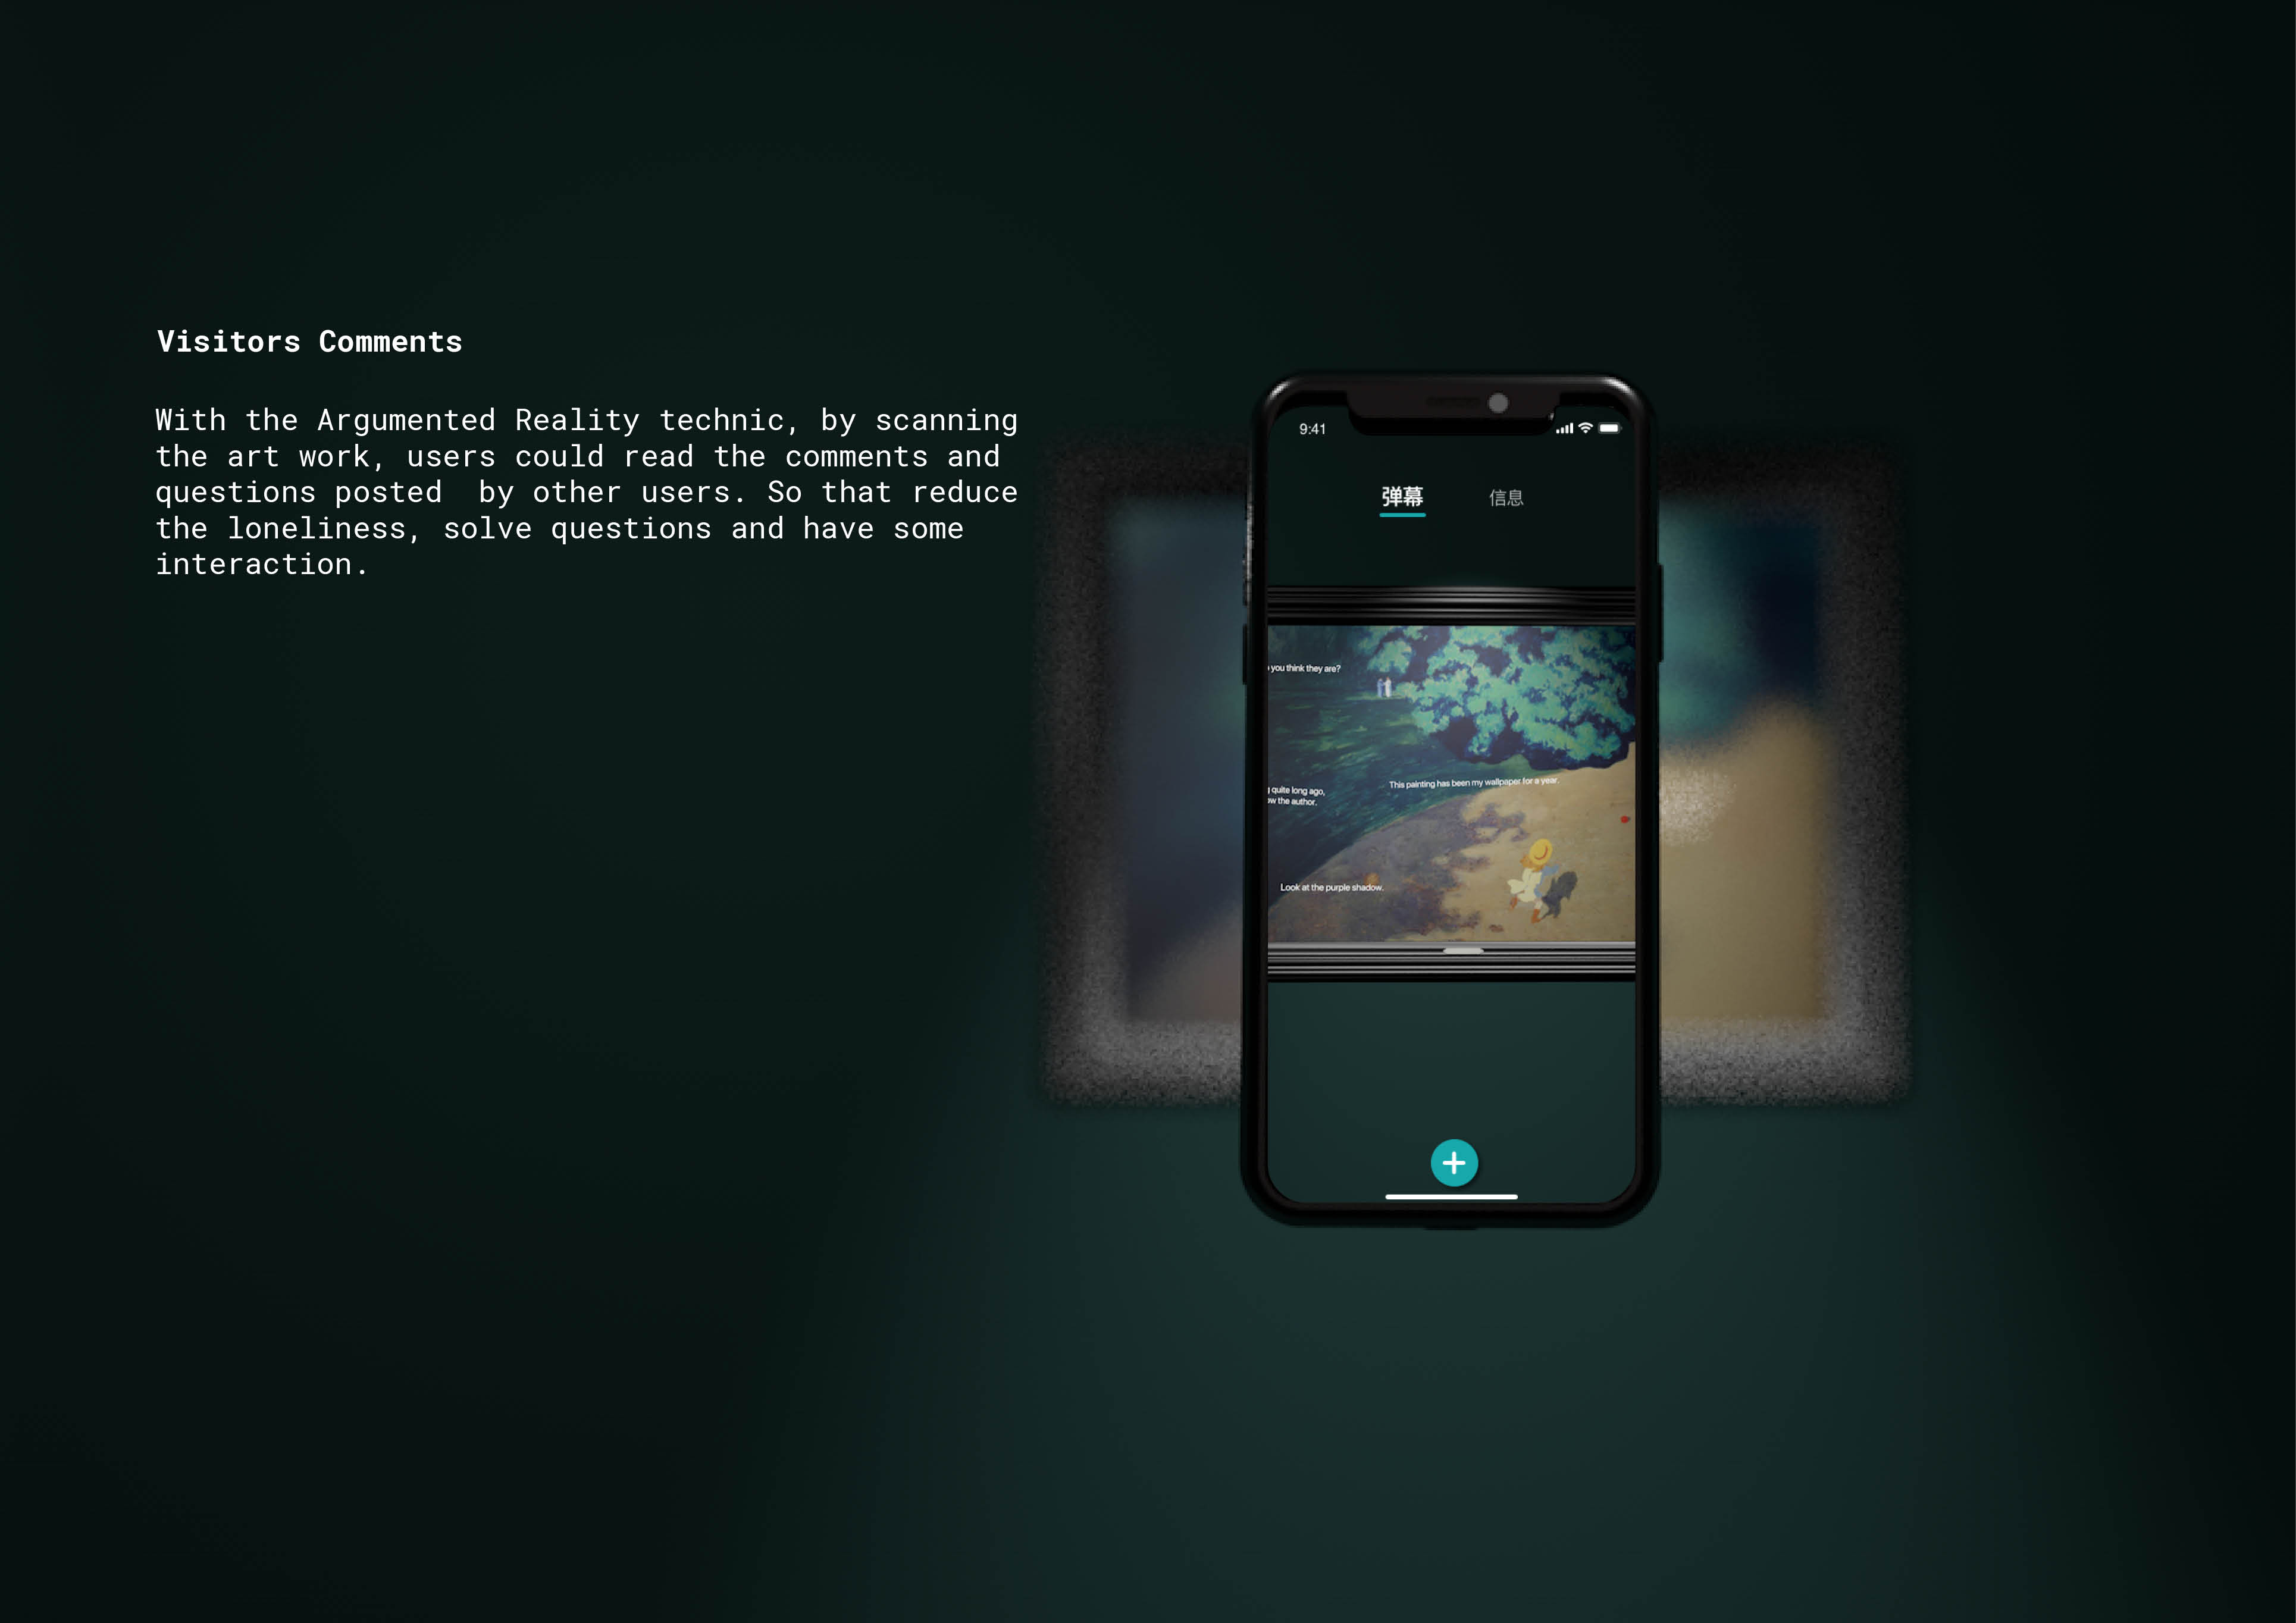 Visitors Comments
With the Argumented Reality technic, by scanning
the art work, users could read the comments and
questions posted  by other users. So that reduce
the loneliness, solve questions and have some
interaction.
9:41
弹幕 信息
you think they are?
This painting has been my wallpaper for a year.
quite long ago,
the author.
Look at the purple shadow.